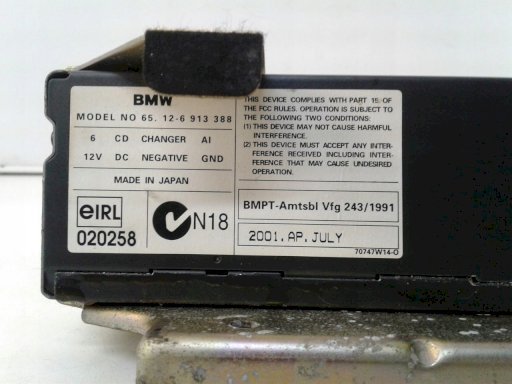 BMW
MODEL NO 65. 12-6 913 388
6 CD CHANGER AI
12V DC NEGATIVE GND
MADE IN JAPAN
eIRL
020258
N18
THIS DEVICE COMPLIES WITH PART 15 OF
THE FCC RULES. OPERATION IS SUBJECT TO
THE FOLLOWING TWO CONDITIONS:
(1) THIS DEVICE MAY NOT CAUSE HARMFUL
INTERFERENCE.
(2) THIS DEVICE MUST ACCEPT ANY INTER-
FERENCE RECEIVED INCLUDING INTER-
FERENCE THAT MAY CAUSE UNDESIRED
OPERATION.
BMPT-Amtsbl Vfg 243/1991
2001.AP.JULY
70747W14-O